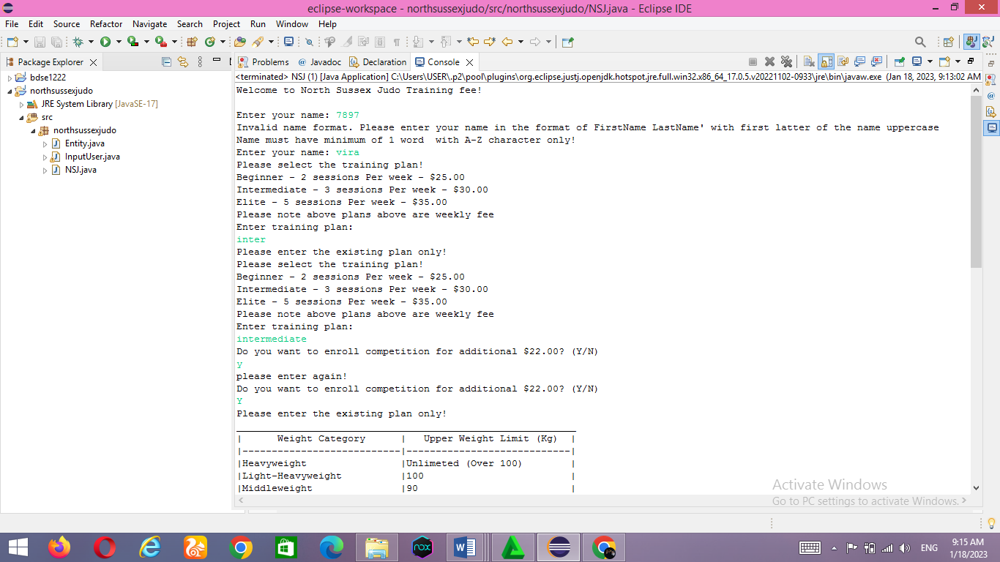 eclipse-workspace - northsussexjudo/src/northsussexjudo/NSJ.java - Eclipse IDE
File Edit Source Refactor Navigate Search Project Run Window Help
Package Explorer
Problems Javadoc Declaration Console
<terminated> NSJ (1) [Java Application] C:\Users\USER\.p2\pool\plugins\org.eclipse.justj.openjdk.hotspot.jre.full.win32.x86_64_17.0.5.v20221102-0933\jre\bin\javaw.exe (Jan 18, 2023, 9:13:02 AM
bdse1222
northsussexjudo
JRE System Library [JavaSE-17]
src
northsussexjudo
Entity.java
InputUser.java
NSJ.java
Welcome to North Sussex Judo Training fee!
Enter your name: 7897
Invalid name format. Please enter your name in the format of FirstName LastName' with first latter of the name uppercase
Name must have minimum of 1 word  with A-Z character only!
Enter your name: vira
Please select the training plan!
Beginner - 2 sessions Per week - $25.00
Intermediate - 3 sessions Per week - $30.00
Elite - 5 sessions Per week - $35.00
Please note above plans above are weekly fee
Enter training plan:
inter
Please enter the existing plan only!
Please select the training plan!
Beginner - 2 sessions Per week - $25.00
Intermediate - 3 sessions Per week - $30.00
Elite - 5 sessions Per week - $35.00
Please note above plans above are weekly fee
Enter training plan:
intermediate
Do you want to enroll competition for additional $22.00? (Y/N)
y
please enter again!
Do you want to enroll competition for additional $22.00? (Y/N)
Y
Please enter the existing plan only!
| Weight Category | Upper Weight Limit (Kg) |
|---------------------------|----------------------------|
|Heavyweight |Unlimeted (Over 100) |
|Light-Heavyweight |100 |
|Middleweight |90 |
Activate Windows
Go to PC settings to activate Windows.
nox
ENG
9:15 AM
1/18/2023